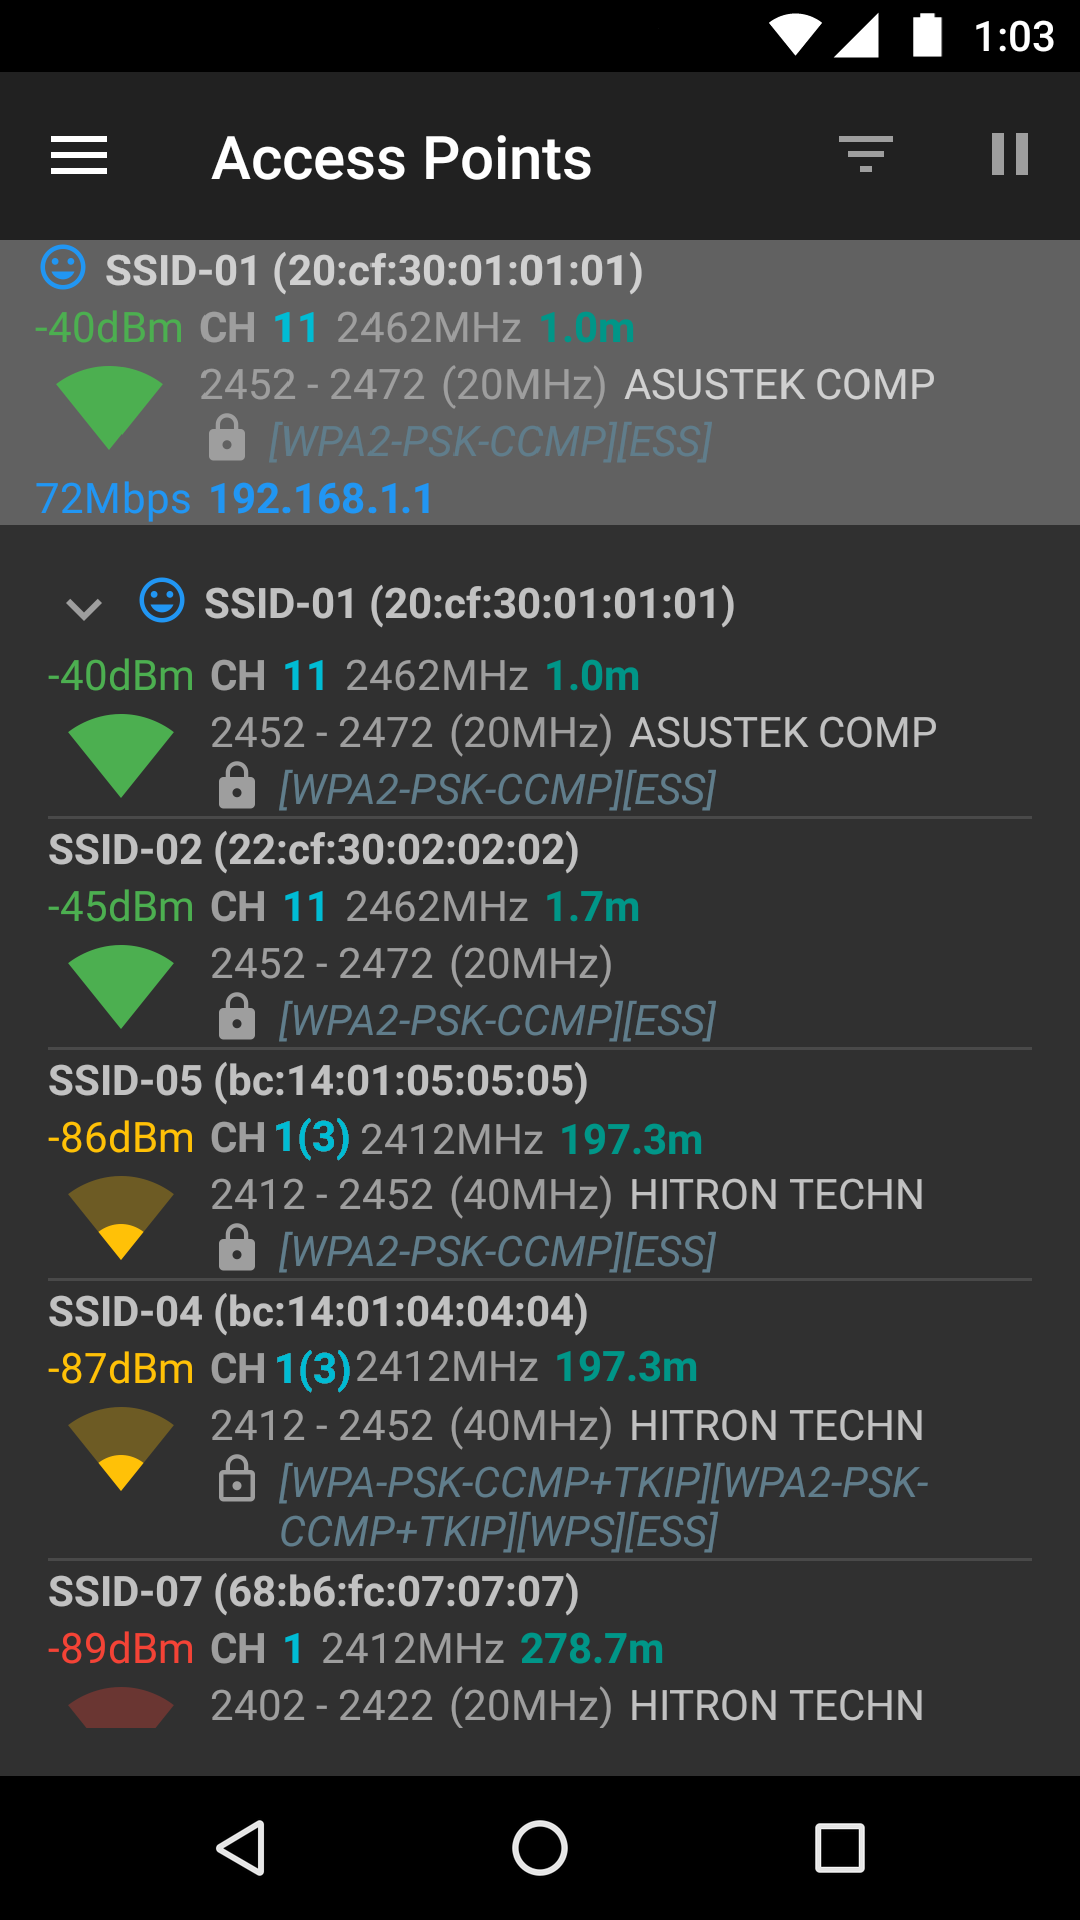 1:03
Access Points
SSID-01 (20:cf:30:01:01:01)
-40dBm CH 11 2462MHz 1.0m
2452 - 2472 (20MHz) ASUSTEK COMP
[WPA2-PSK-CCMP][ESS]
72Mbps 192.168.1.1
SSID-01 (20:cf:30:01:01:01)
-40dBm CH 11 2462MHz 1.0m
2452 - 2472 (20MHz) ASUSTEK COMP
[WPA2-PSK-CCMP][ESS]
SSID-02 (22:cf:30:02:02:02)
-45dBm CH 11 2462MHz 1.7m
2452 - 2472 (20MHz)
[WPA2-PSK-CCMP][ESS]
SSID-05 (bc:14:01:05:05:05)
-86dBm CH 1(3) 2412MHz 197.3m
2412 - 2452 (40MHz) HITRON TECHN
[WPA2-PSK-CCMP][ESS]
SSID-04 (bc:14:01:04:04:04)
-87dBm CH 1(3) 2412MHz 197.3m
2412 - 2452 (40MHz) HITRON TECHN
[WPA-PSK-CCMP+TKIP][WPA2-PSK-
CCMP+TKIP][WPS][ESS]
SSID-07 (68:b6:fc:07:07:07)
-89dBm CH 1 2412MHz 278.7m
2402 - 2422 (20MHz) HITRON TECHN